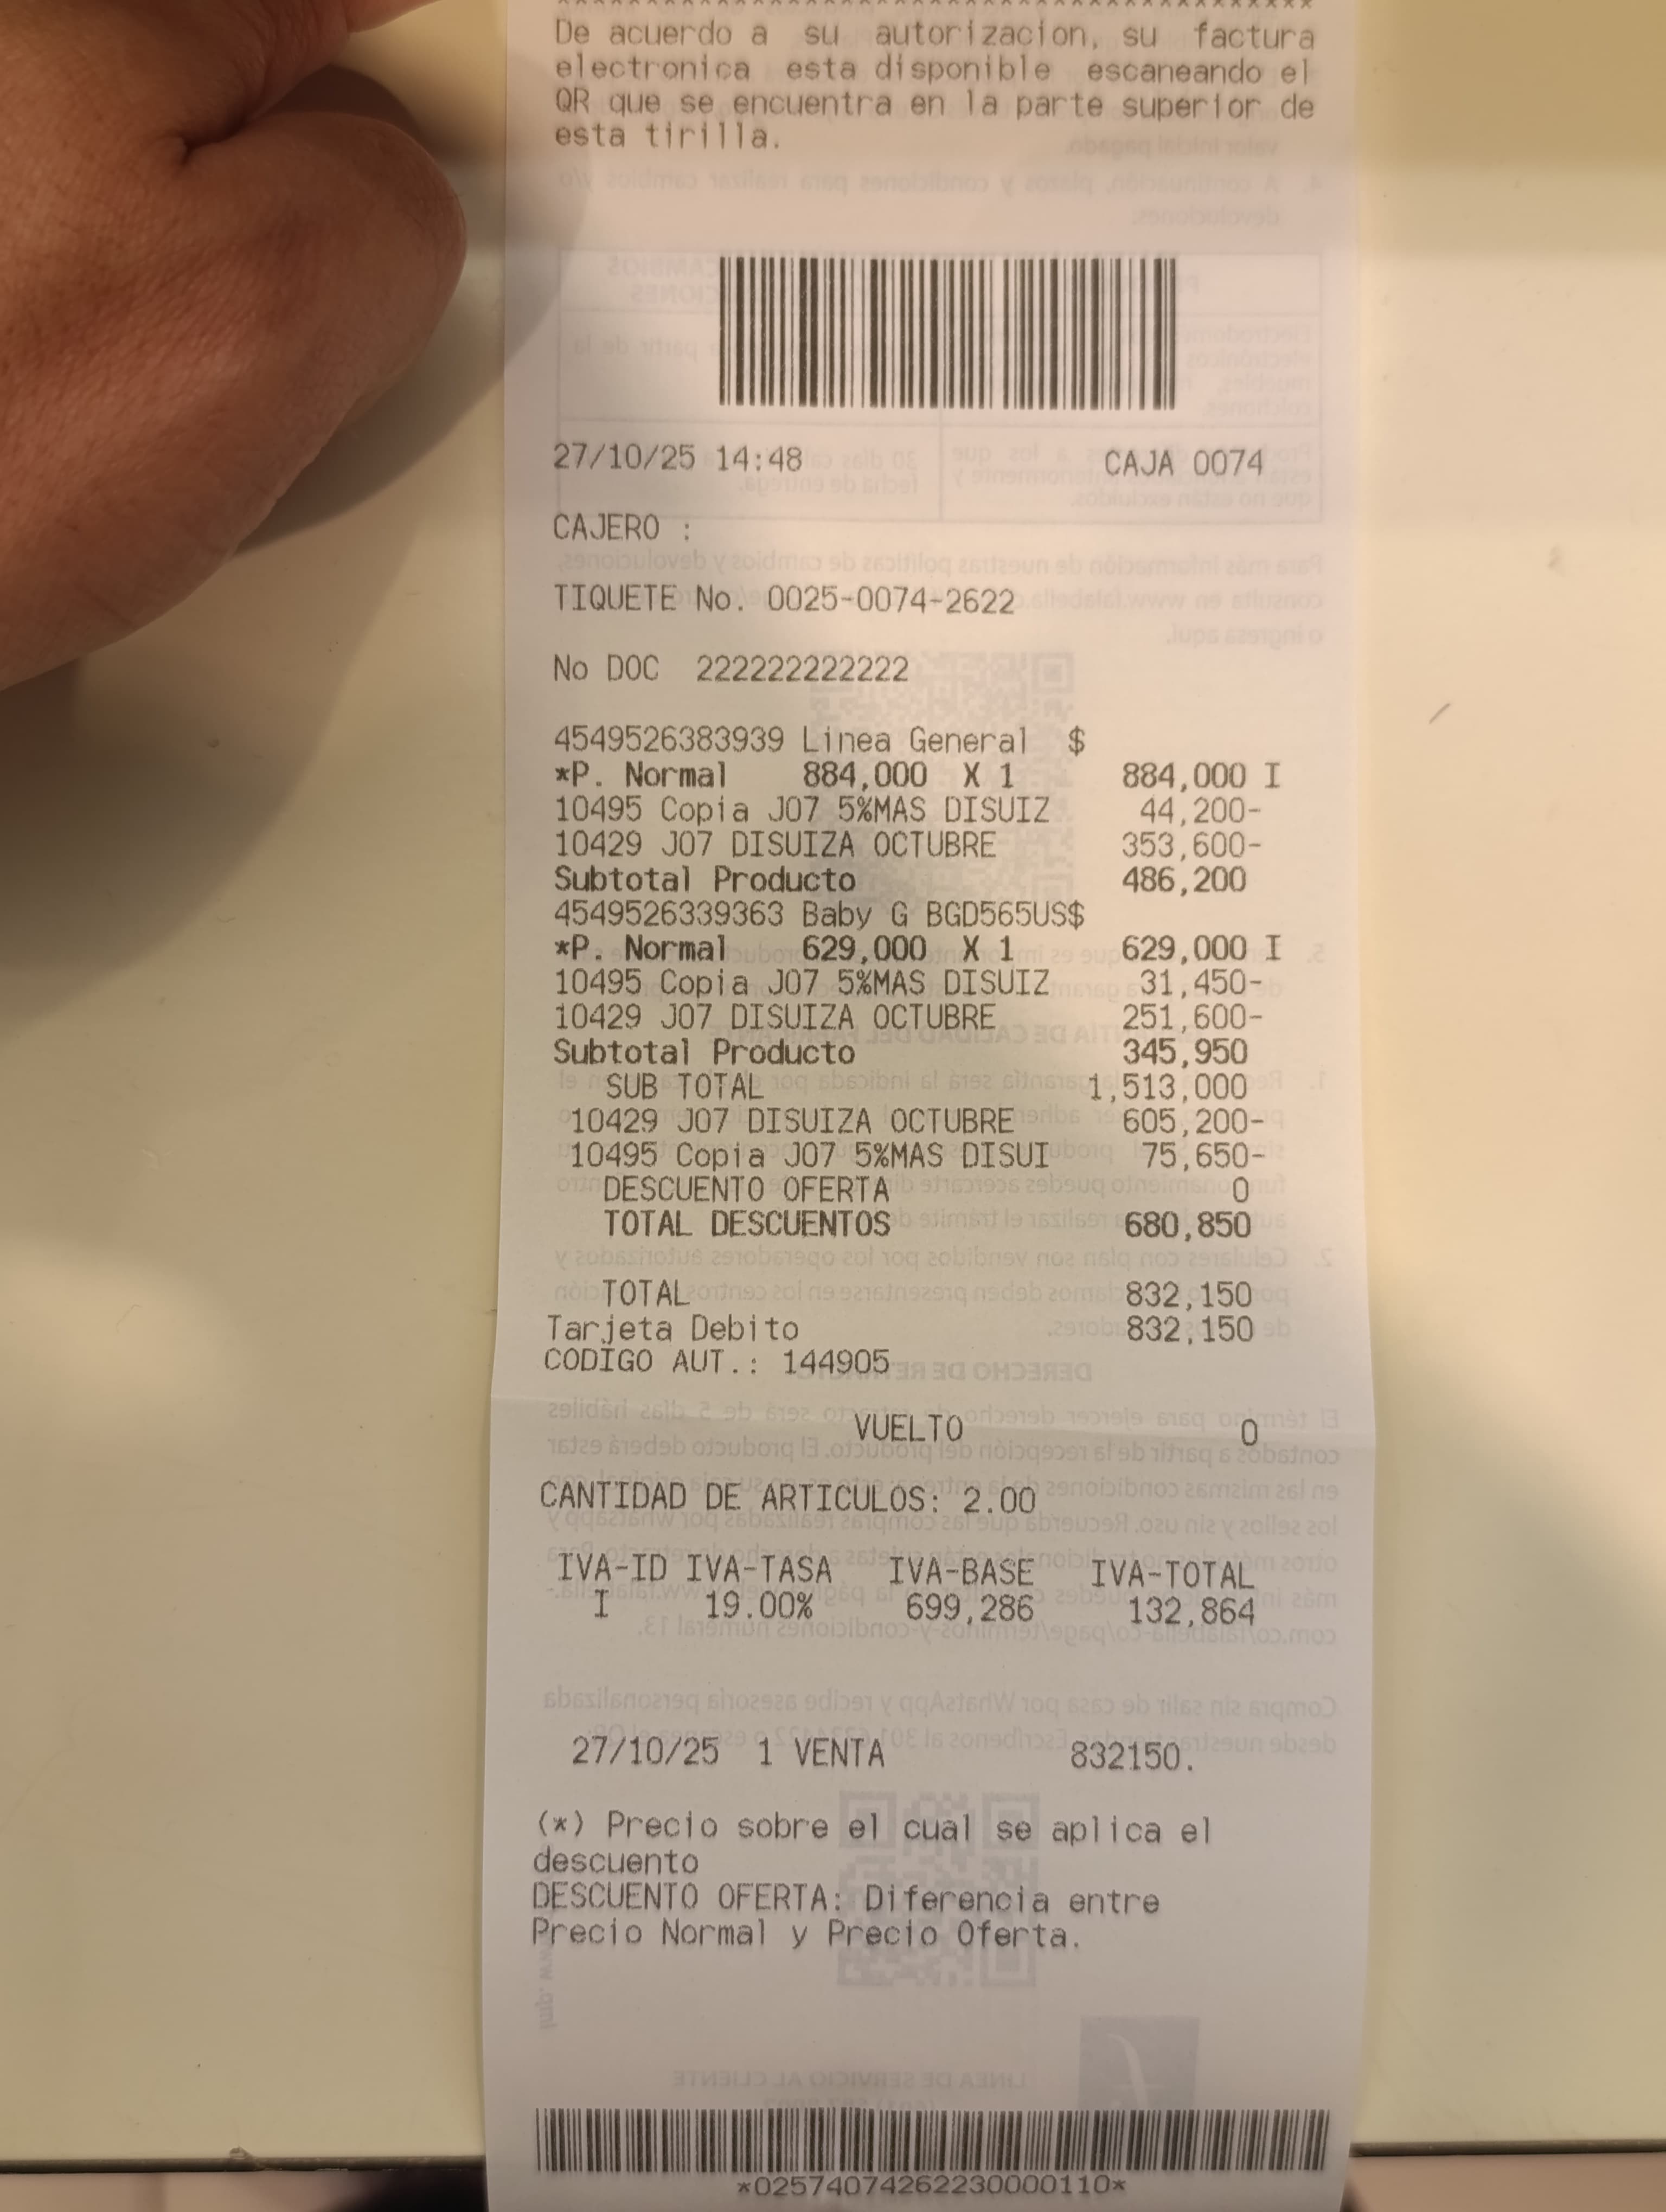 De acuerdo a su autorizacion, su factura
electronica esta disponible escaneando el
QR que se encuentra en la parte superior de
esta tirilla.
27/10/25 14:48 CAJA 0074
CAJERO :
TIQUETE No. 0025-0074-2622
No DOC 222222222222
4549526383939 Linea General $
*P. Normal 884,000 X 1 884,000 I
10495 Copia J07 5%MAS DISUIZ 44,200-
10429 J07 DISUIZA OCTUBRE 353,600-
Subtotal Producto 486,200
4549526339363 Baby G BGD565US$
*P. Normal 629,000 X 1 629,000 I
10495 Copia J07 5%MAS DISUIZ 31,450-
10429 J07 DISUIZA OCTUBRE 251,600-
Subtotal Producto 345,950
SUB TOTAL 1,513,000
10429 J07 DISUIZA OCTUBRE 605,200-
10495 Copia J07 5%MAS DISUI 75,650-
DESCUENTO OFERTA 0
TOTAL DESCUENTOS 680,850
TOTAL 832,150
Tarjeta Debito 832,150
CODIGO AUT.: 144905
VUELTO 0
CANTIDAD DE ARTICULOS: 2.00
IVA-ID IVA-TASA IVA-BASE IVA-TOTAL
I 19.00% 699,286 132,864
27/10/25 1 VENTA 832150.
(*) Precio sobre el cual se aplica el
descuento
DESCUENTO OFERTA: Diferencia entre
Precio Normal y Precio Oferta.
*02574074262230000110*